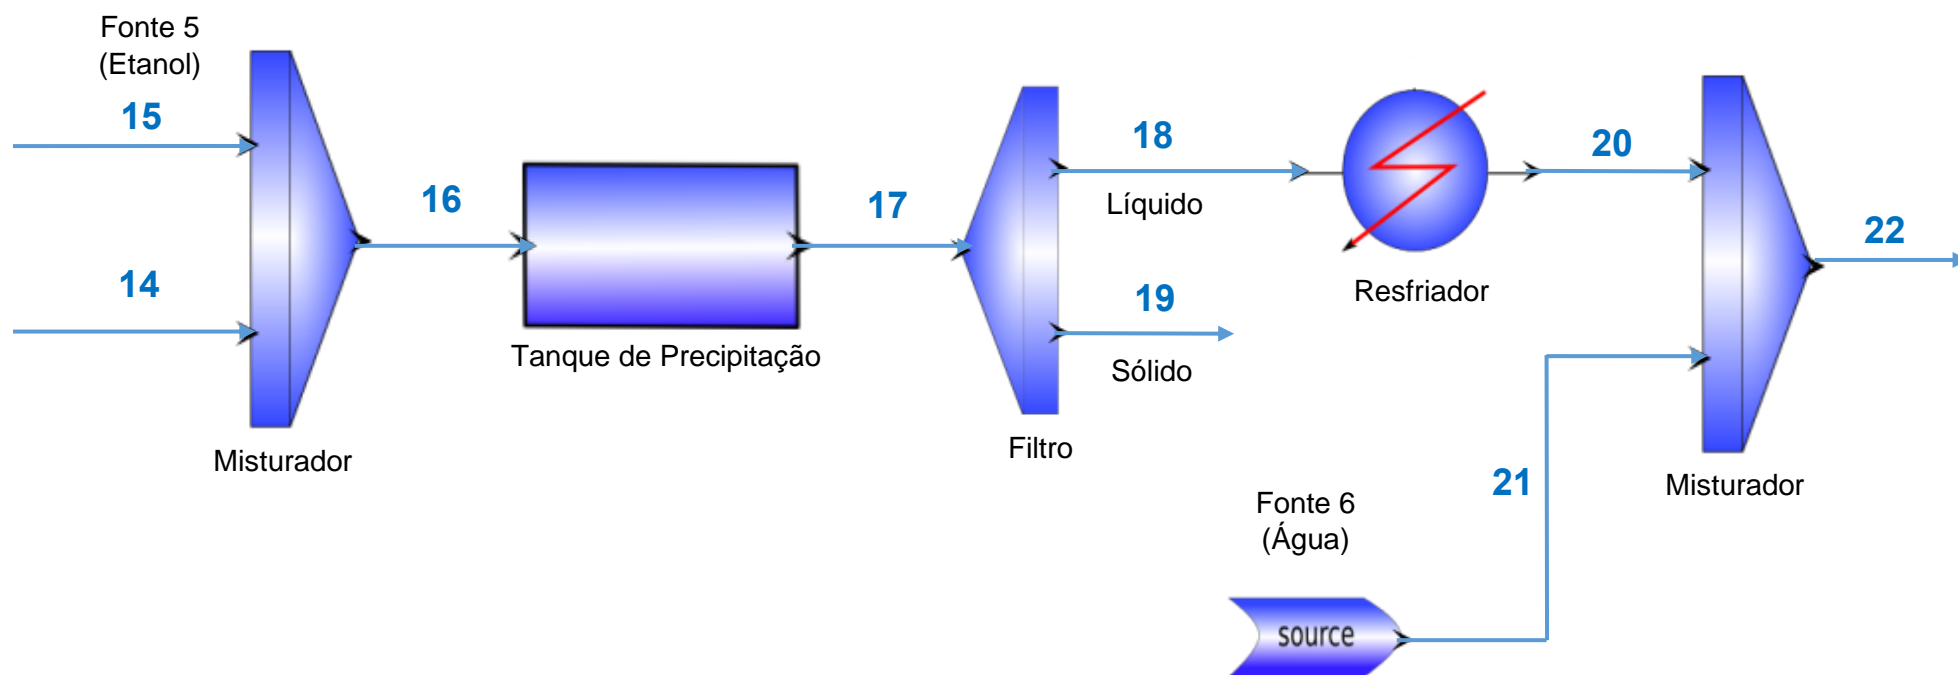 Fonte 5
(Etanol)
15
14
Misturador
16
Tanque de Precipitação
17
Filtro
18
Líquido
19
Sólido
Resfriador
20
Fonte 6
(Água)
source
21
Misturador
22